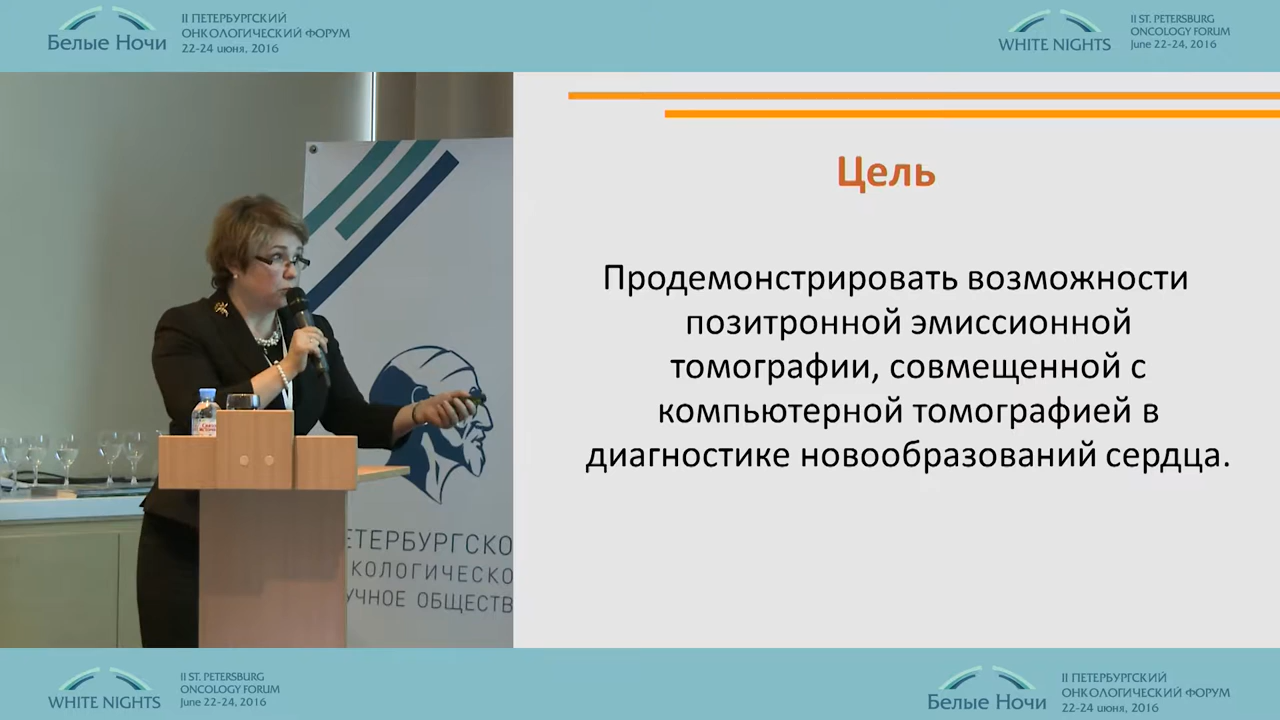 Белые Ночи
II ПЕТЕРБУРГСКИЙ
ОНКОЛОГИЧЕСКИЙ ФОРУМ
22-24 июня, 2016
WHITE NIGHTS
II ST. PETERSBURG
ONCOLOGY FORUM
June 22-24, 2016
Цель
Продемонстрировать возможности
позитронной эмиссионной
томографии, совмещенной с
компьютерной томографией в
диагностике новообразований сердца.
ЕТЕРБУРГСКО
КОЛОГИЧЕСКО
УЧНОЕ ОБЩЕСТВ
WHITE NIGHTS
II ST. PETERSBURG
ONCOLOGY FORUM
June 22-24, 2016
Белые Ночи
II ПЕТЕРБУРГСКИЙ
ОНКОЛОГИЧЕСКИЙ ФОРУМ
22-24 июня, 2016